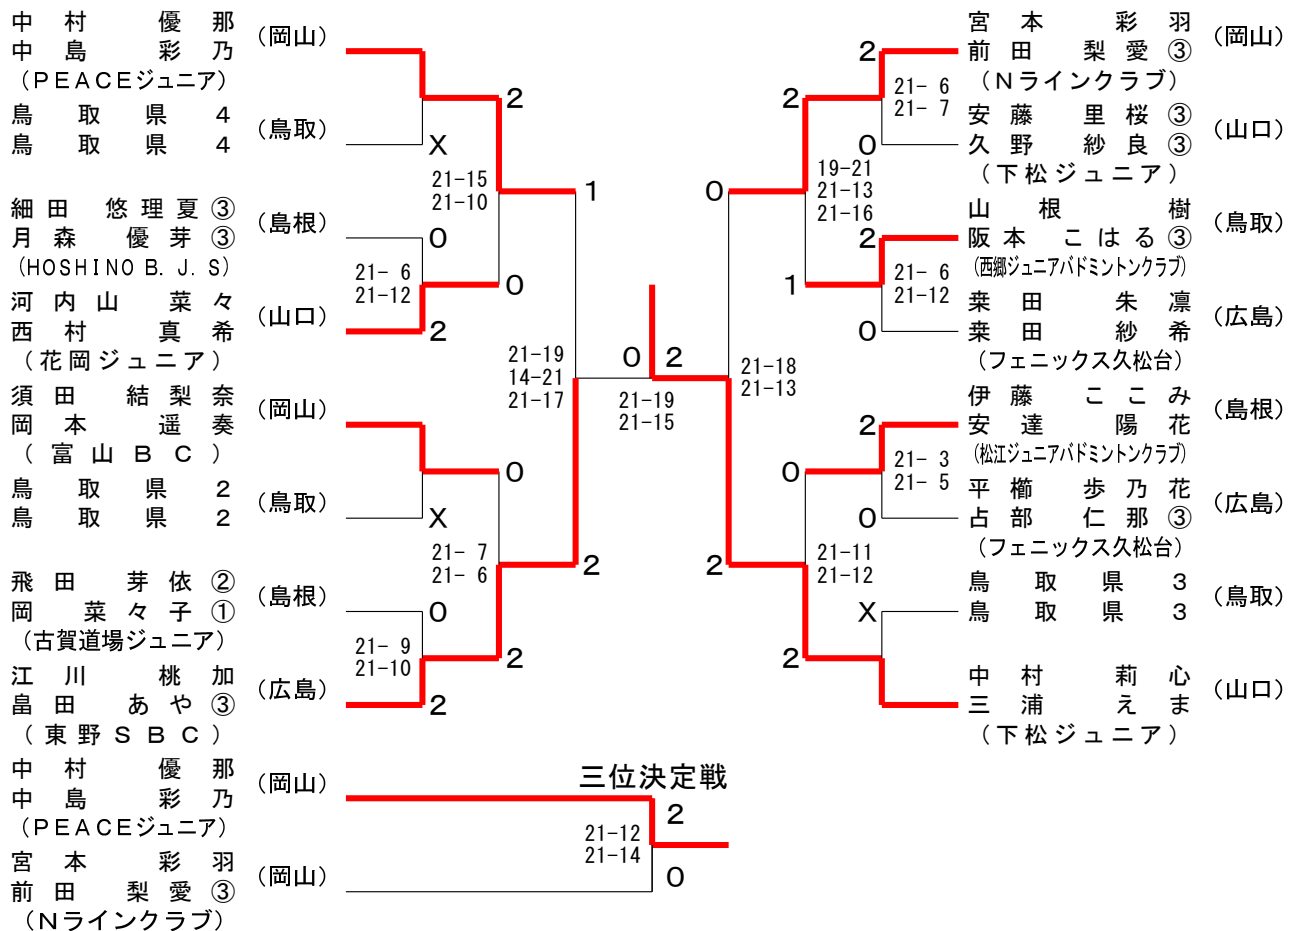 中村 優那
中島 彩乃
(岡山)
(PEACEジュニア)
鳥取県4
鳥取県4
(鳥取)
細田 悠理夏③
月森 優芽③
(島根)
(HOSHINO B.J.S)
河内山 菜々
西村 真希
(山口)
(花岡ジュニア)
須田 結梨奈
岡本 遥奏
(岡山)
(富山BC)
鳥取県2
鳥取県2
(鳥取)
飛田 芽依②
岡 菜々子①
(島根)
(古賀道場ジュニア)
江川 桃加
畠田 あや③
(広島)
(東野SBC)
2
X
21-15
21-10
0
21- 6
21-12
2
0
1
21-19
14-21
21-17
0
X
21- 7
21- 6
0
21- 9
21-10
2
2
2
0
2
21-19
21-15
宮本 彩羽
前田 梨愛③
(岡山)
(Nラインクラブ)
安藤 里桜③
久野 紗良③
(山口)
(下松ジュニア)
山根 樹
阪本 こはる③
(鳥取)
(西郷ジュニアバドミントンクラブ)
桒田 朱凛
桒田 紗希
(広島)
(フェニックス久松台)
伊藤 ここみ
安達 陽花
(島根)
(松江ジュニアバドミントンクラブ)
平櫛 歩乃花
占部 仁那③
(広島)
(フェニックス久松台)
鳥取県3
鳥取県3
(鳥取)
中村 莉心
三浦 えま
(山口)
(下松ジュニア)
2
21- 6
21- 7
0
2
19-21
21-13
21-16
0
2
21- 6
21-12
0
1
21-18
21-13
2
21- 3
21- 5
0
0
21-11
21-12
2
X
2
三位決定戦
中村 優那
中島 彩乃
(岡山)
(PEACEジュニア)
宮本 彩羽
前田 梨愛③
(岡山)
(Nラインクラブ)
2
21-12
21-14
0